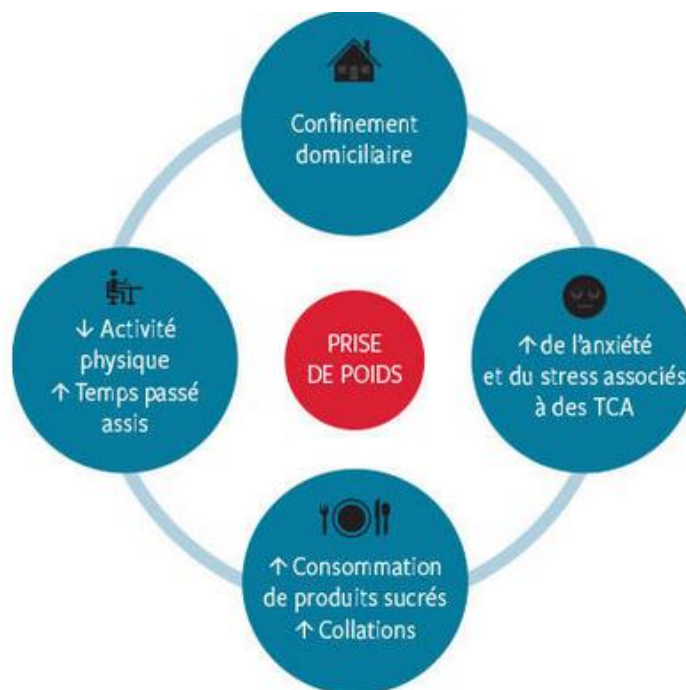 Confinement
domiciliaire
↓ Activité
physique
↑ Temps passé
assis
PRISE
DE POIDS
↑ de l'anxiété
et du stress associés
à des TCA
↑ Consommation
de produits sucrés
↑ Collations